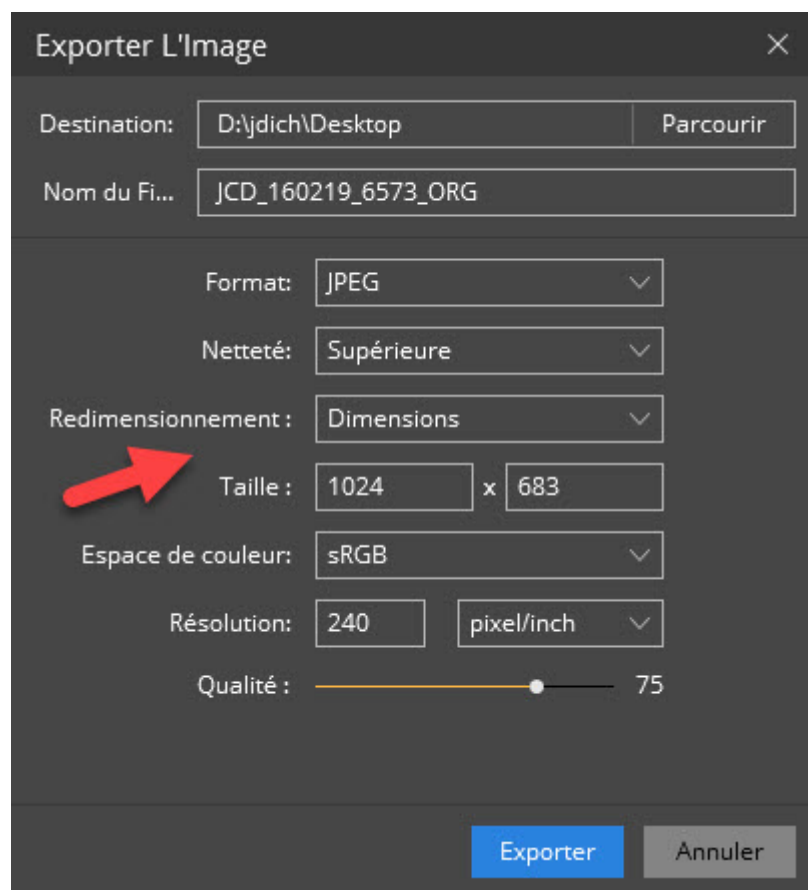 Exporter L'Image
Destination: D:\jdich\Desktop Parcourir
Nom du Fi... JCD_160219_6573_ORG
Format: JPEG
Netteté: Supérieure
Redimensionnement : Dimensions
Taille : 1024 x 683
Espace de couleur: sRGB
Résolution: 240 pixel/inch
Qualité : 75
Exporter Annuler